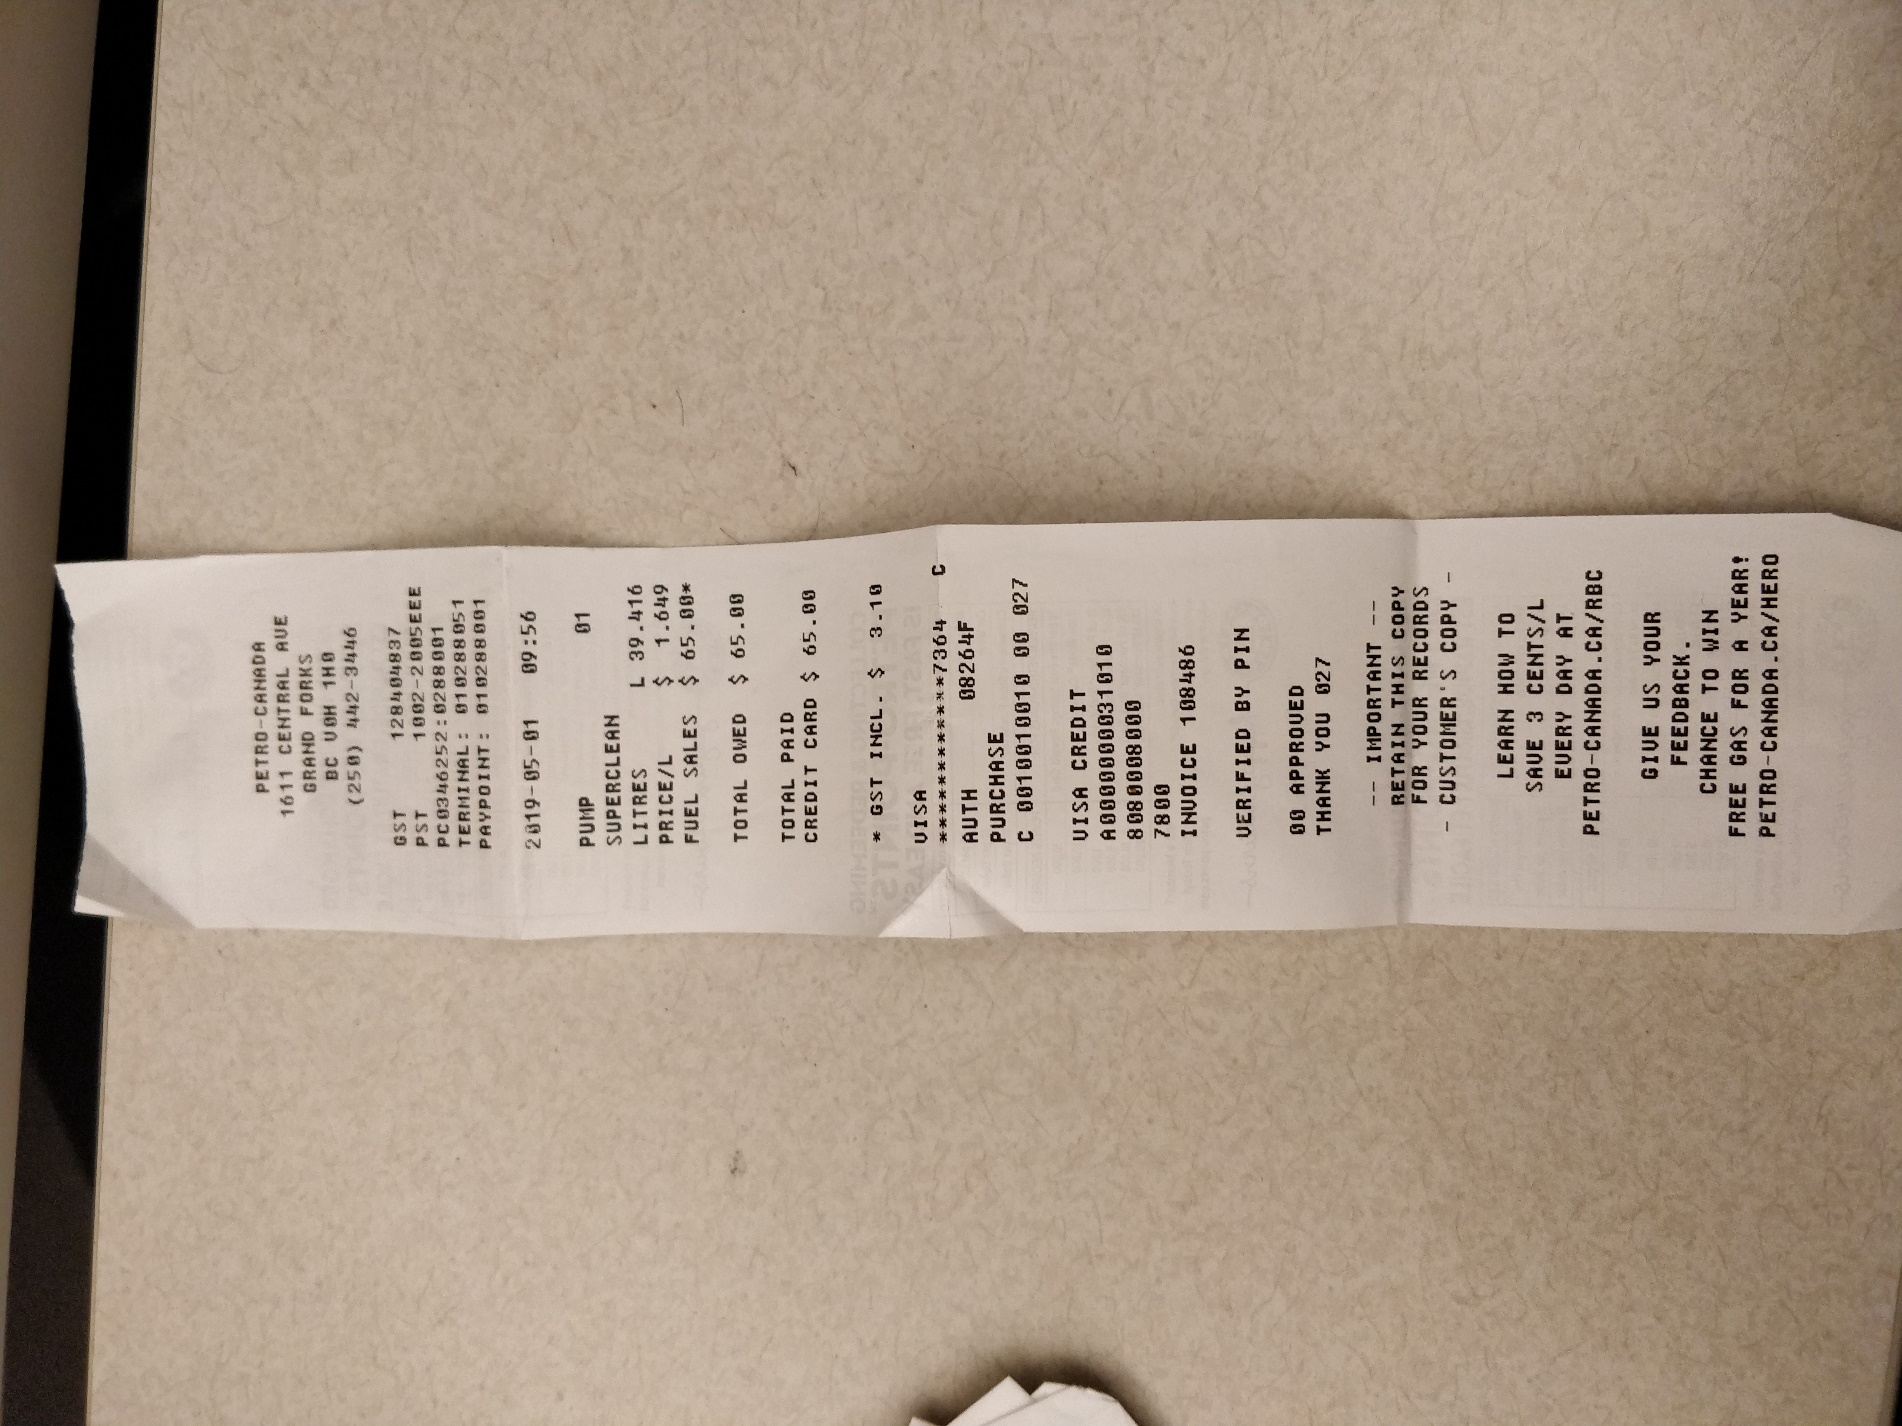 PETRO-CANADA
1611 CENTRAL AVE
GRAND FORKS
BC V0H 1H0
(250) 442-3446
GST 128404837
PST 1002-2005EEE
PC0346252:0288001
TERMINAL: 010288051
PAYPOINT: 010288001
2019-05-01 09:56
PUMP 01
SUPERCLEAN
LITRES L 39.416
PRICE/L $ 1.649
FUEL SALES $ 65.00*
TOTAL OWED $ 65.00
TOTAL PAID
CREDIT CARD $ 65.00
* GST INCL. $ 3.10
VISA
************7364 C
AUTH 08264F
PURCHASE
C 0010010010 00 027
VISA CREDIT
A0000000031010
8080008000
7800
INVOICE 108486
VERIFIED BY PIN
00 APPROVED
THANK YOU 027
-- IMPORTANT --
RETAIN THIS COPY
FOR YOUR RECORDS
- CUSTOMER'S COPY -
LEARN HOW TO
SAVE 3 CENTS/L
EVERY DAY AT
PETRO-CANADA.CA/RBC
GIVE US YOUR
FEEDBACK.
CHANCE TO WIN
FREE GAS FOR A YEAR!
PETRO-CANADA.CA/HERO